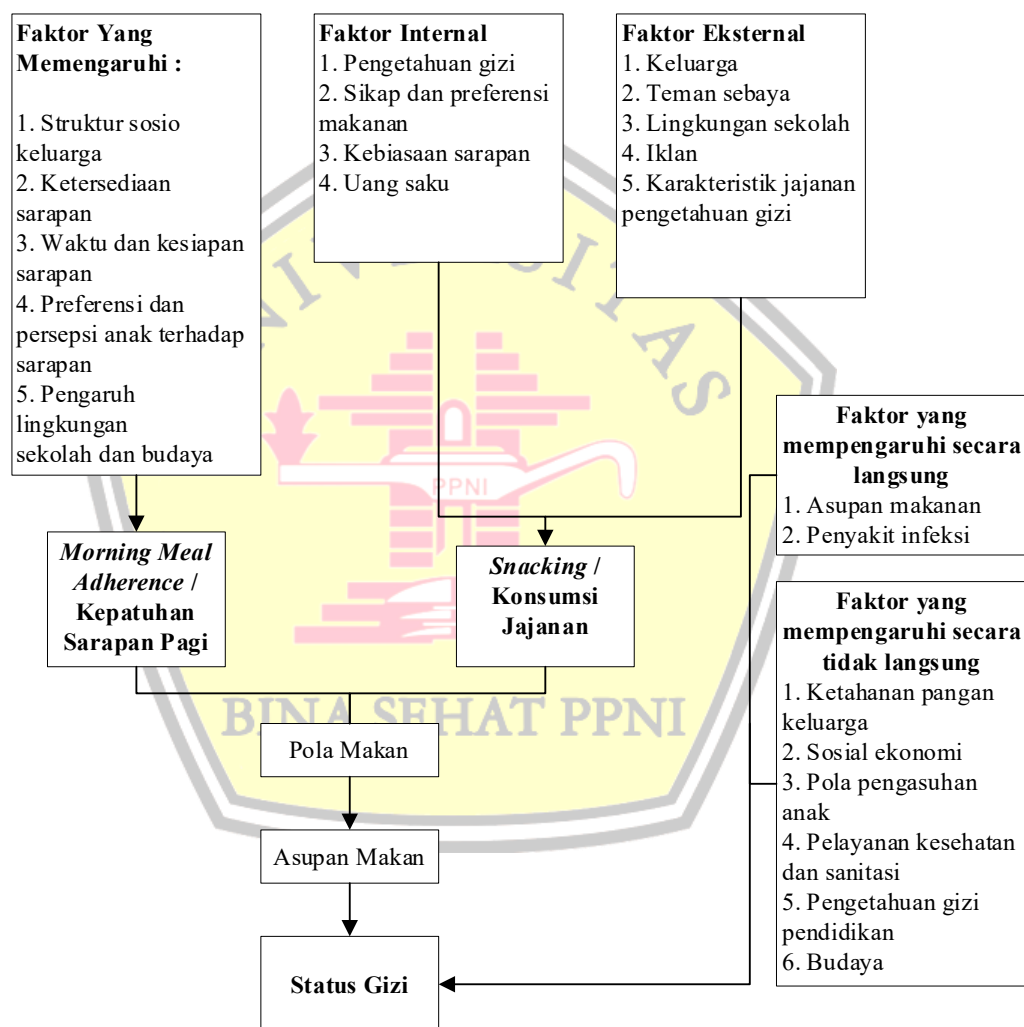 Faktor Yang
Memengaruhi :
1. Struktur sosio
keluarga
2. Ketersediaan
sarapan
3. Waktu dan kesiapan
sarapan
4. Preferensi dan
persepsi anak terhadap
sarapan
5. Pengaruh
lingkungan
sekolah dan budaya
Faktor Internal
1. Pengetahuan gizi
2. Sikap dan preferensi
makanan
3. Kebiasaan sarapan
4. Uang saku
Faktor Eksternal
1. Keluarga
2. Teman sebaya
3. Lingkungan sekolah
4. Iklan
5. Karakteristik jajanan
pengetahuan gizi
UNIVERSITAS
PPNI
BINA SEHAT PPNI
Morning Meal
Adherence /
Kepatuhan
Sarapan Pagi
Snacking /
Konsumsi
Jajanan
Faktor yang
mempengaruhi secara
langsung
1. Asupan makanan
2. Penyakit infeksi
Faktor yang
mempengaruhi secara
tidak langsung
1. Ketahanan pangan
keluarga
2. Sosial ekonomi
3. Pola pengasuhan
anak
4. Pelayanan kesehatan
dan sanitasi
5. Pengetahuan gizi
pendidikan
6. Budaya
Pola Makan
Asupan Makan
Status Gizi